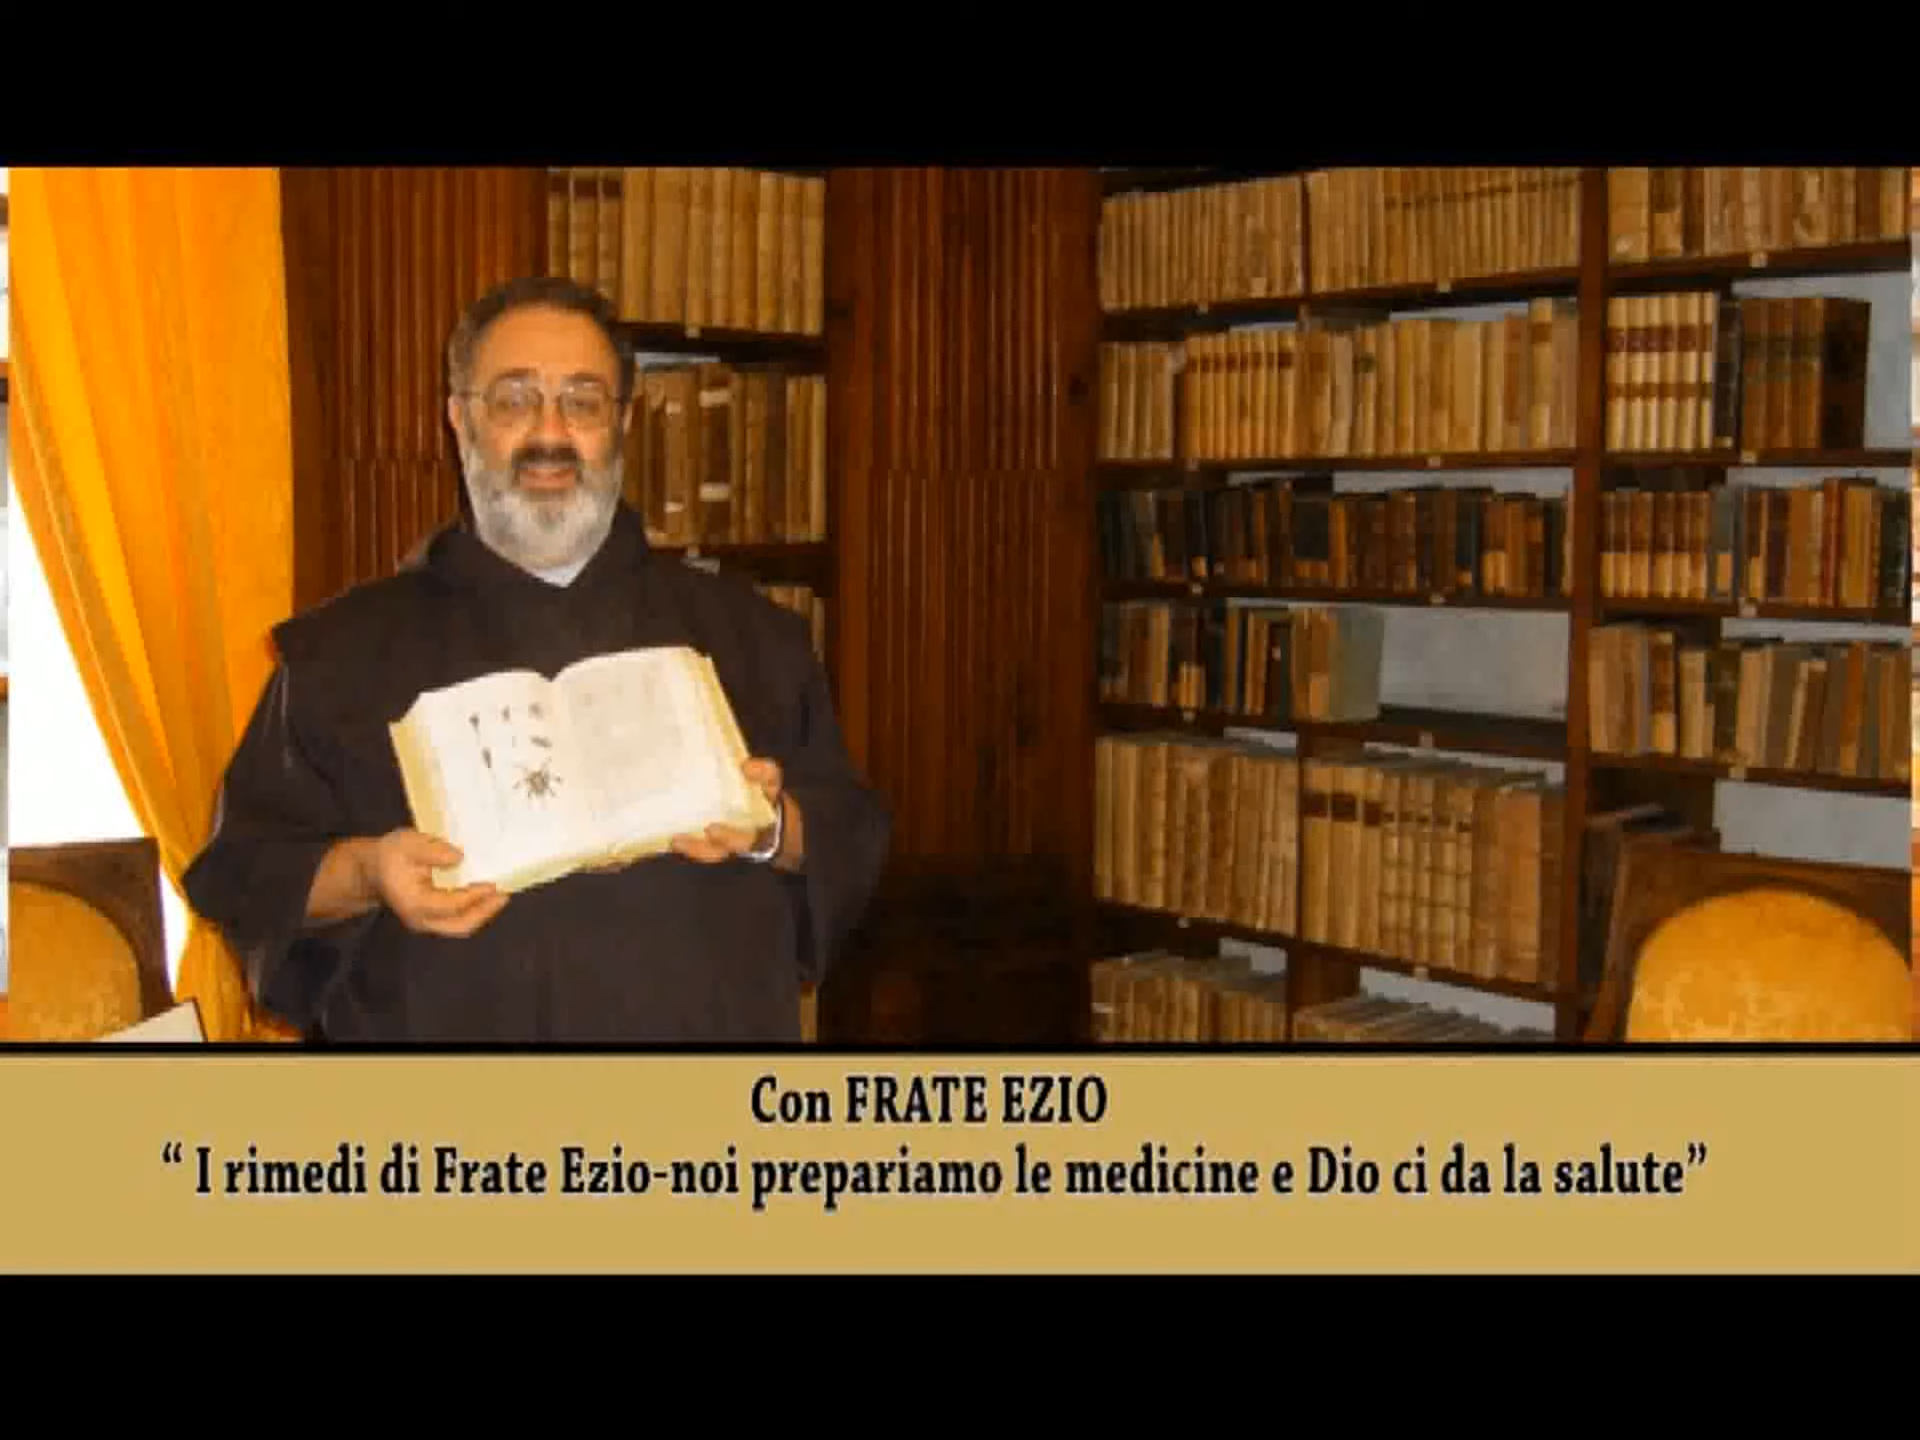 Con FRATE EZIO
“ I rimedi di Frate Ezio-noi prepariamo le medicine e Dio ci da la salute”